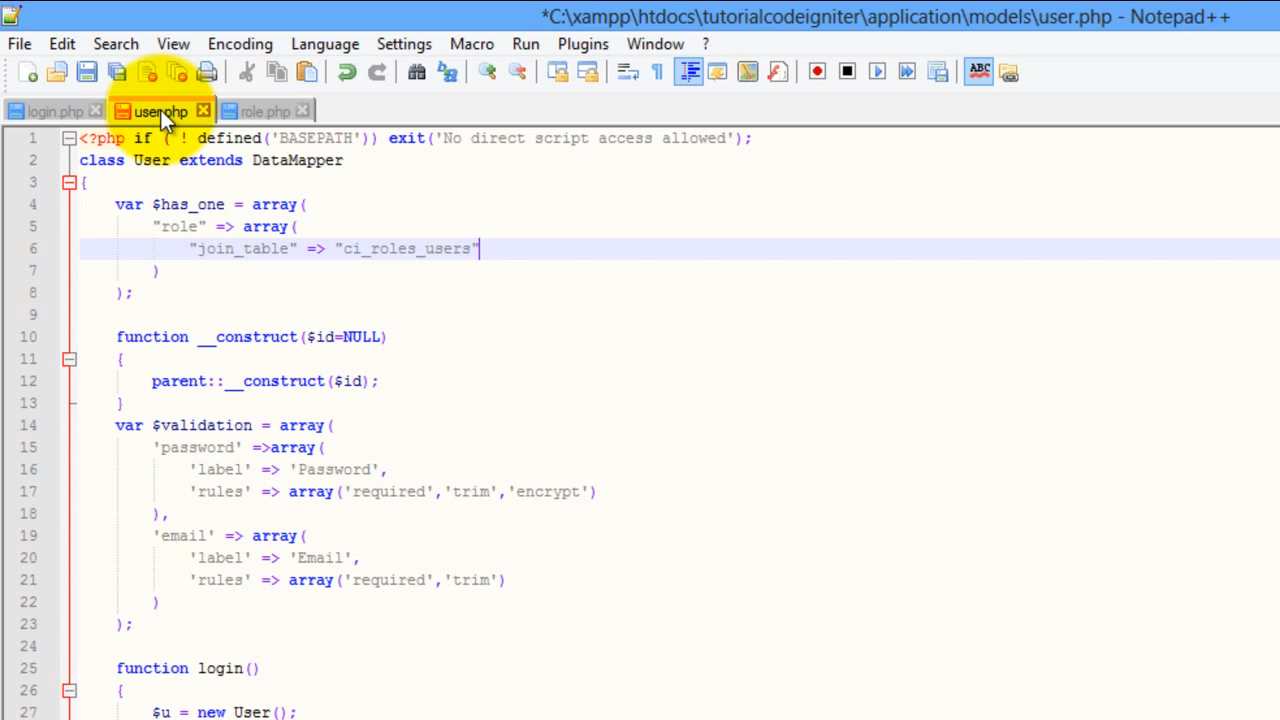 *C:\xampp\htdocs\tutorialcodeigniter\application\models\user.php - Notepad++
File Edit Search View Encoding Language Settings Macro Run Plugins Window ?
ABC
login.php user.php role.php
1 <?php if ( ! defined('BASEPATH')) exit('No direct script access allowed');
2 class User extends DataMapper
3 {
4 var $has_one = array(
5 "role" => array(
6 "join_table" => "ci_roles_users"
7 )
8 );
9
10 function __construct($id=NULL)
11 {
12 parent::__construct($id);
13 }
14 var $validation = array(
15 'password' =>array(
16 'label' => 'Password',
17 'rules' => array('required','trim','encrypt')
18 ),
19 'email' => array(
20 'label' => 'Email',
21 'rules' => array('required','trim')
22 )
23 );
24
25 function login()
26 {
27 $u = new User();